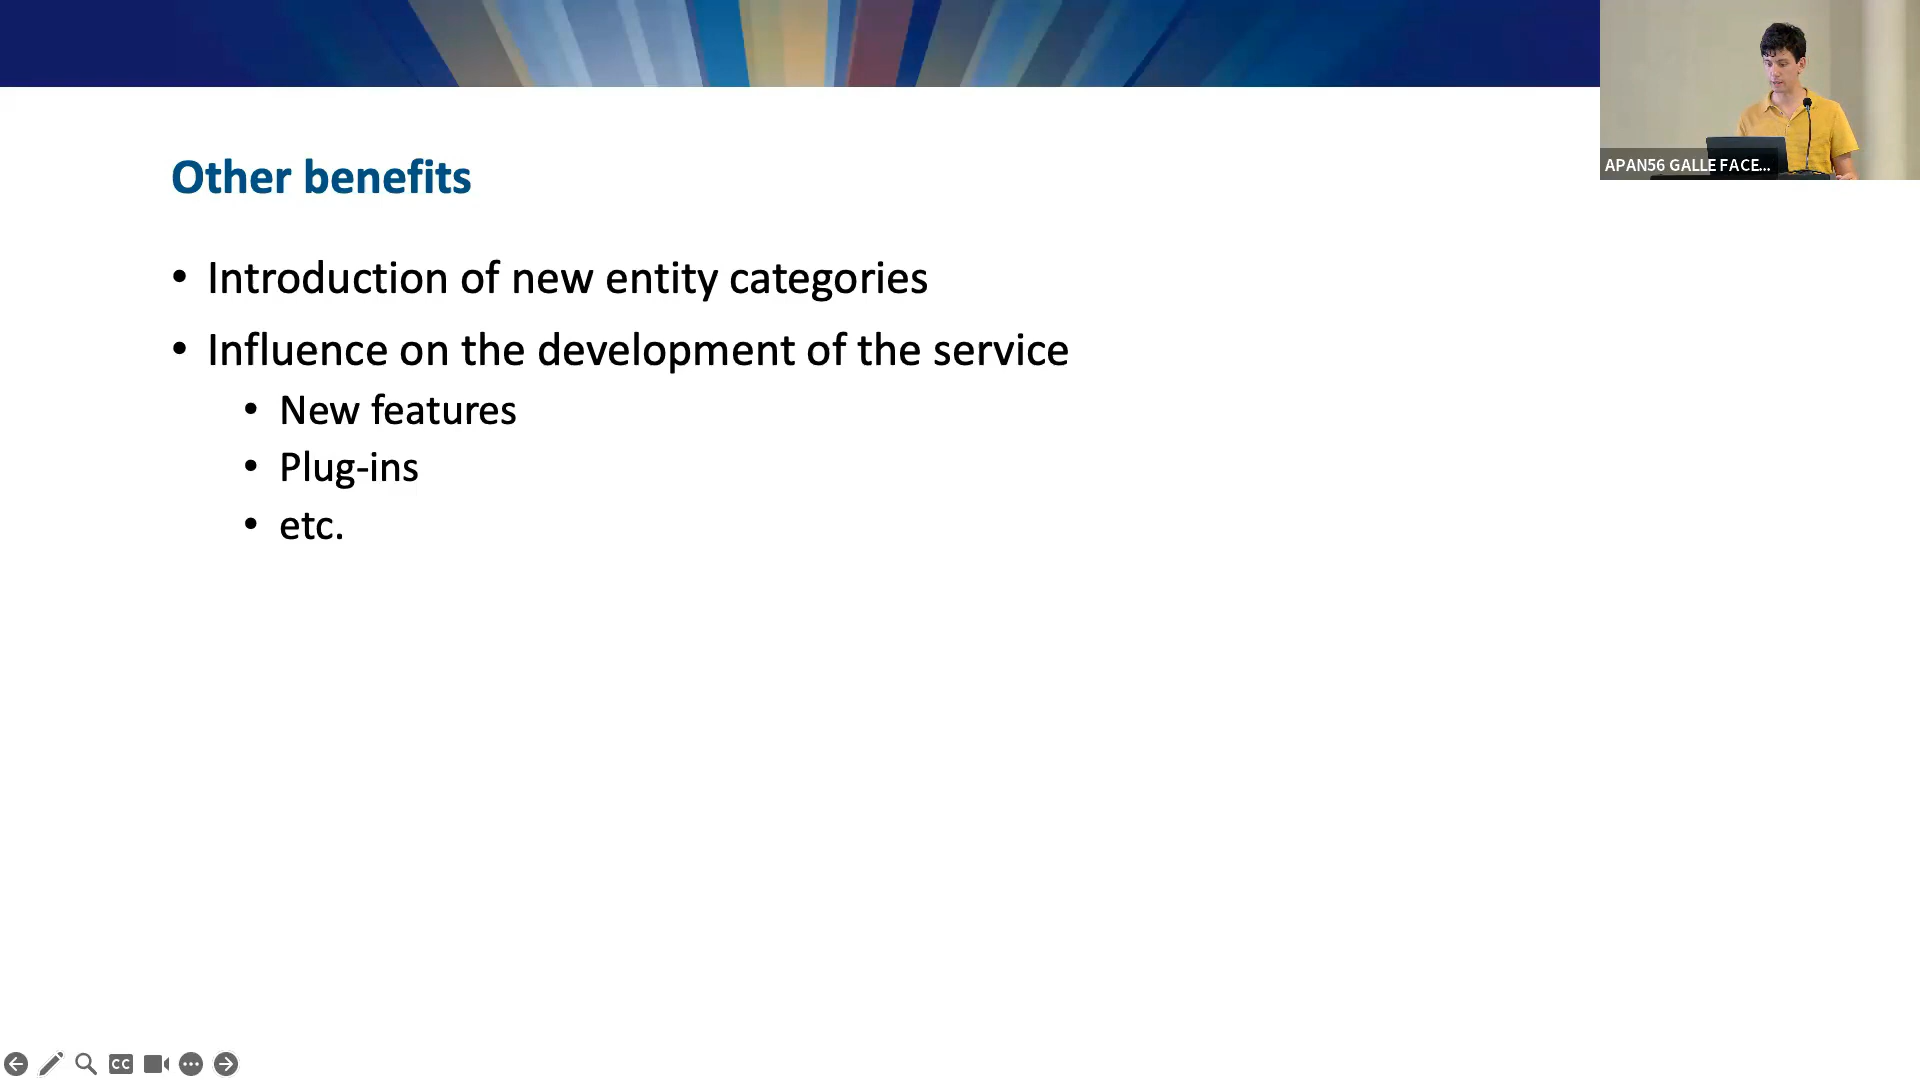 APAN56 GALLE FACE...
Other benefits
• Introduction of new entity categories
• Influence on the development of the service
• New features
• Plug-ins
• etc.
CC